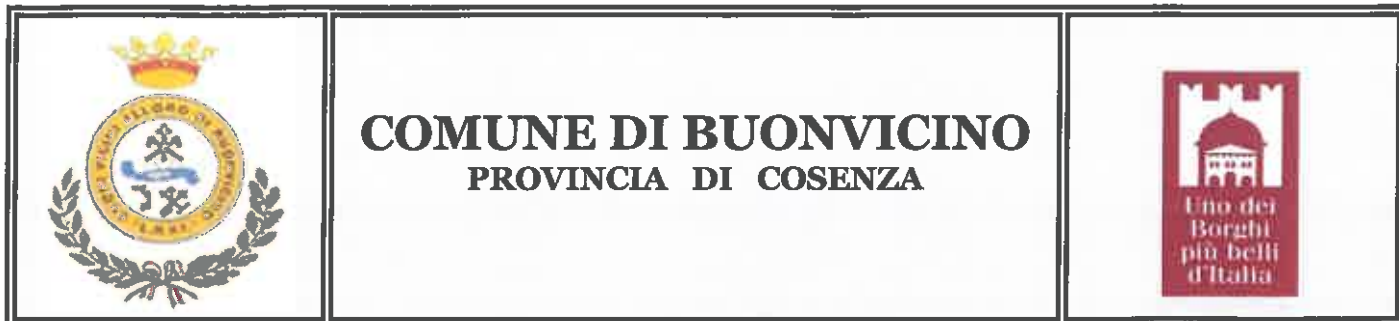 COMUNE DI BUONVICINO
PROVINCIA DI COSENZA
Uno dei
Borghi
più belli
d'Italia